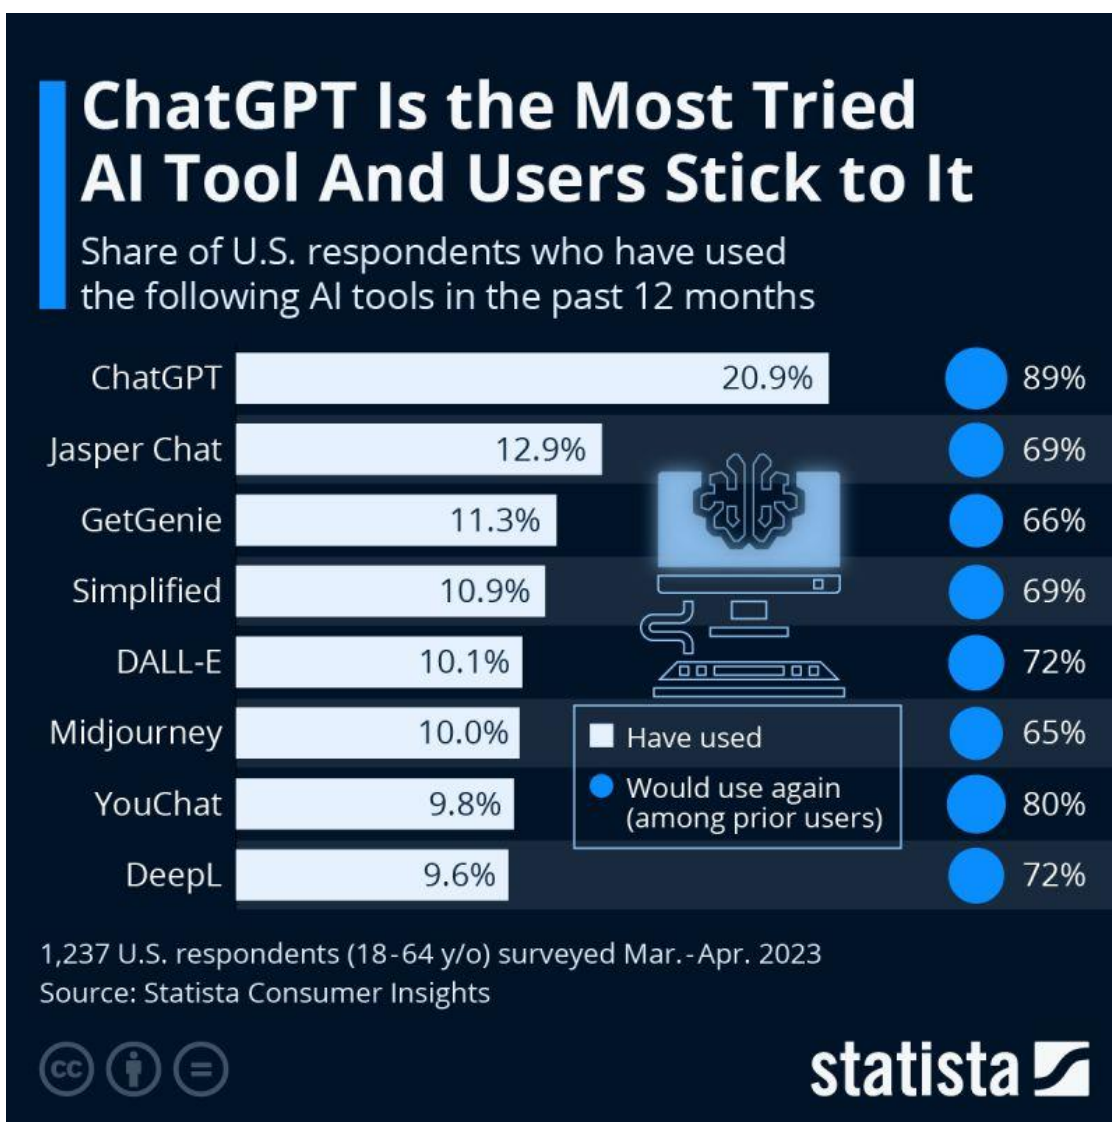 ChatGPT Is the Most Tried
AI Tool And Users Stick to It
Share of U.S. respondents who have used
the following AI tools in the past 12 months
ChatGPT 20.9% 89%
Jasper Chat 12.9% 69%
GetGenie 11.3% 66%
Simplified 10.9% 69%
DALL-E 10.1% 72%
Midjourney 10.0% 65%
YouChat 9.8% 80%
DeepL 9.6% 72%
Have used
Would use again
(among prior users)
1,237 U.S. respondents (18-64 y/o) surveyed Mar.-Apr. 2023
Source: Statista Consumer Insights
cc
statista